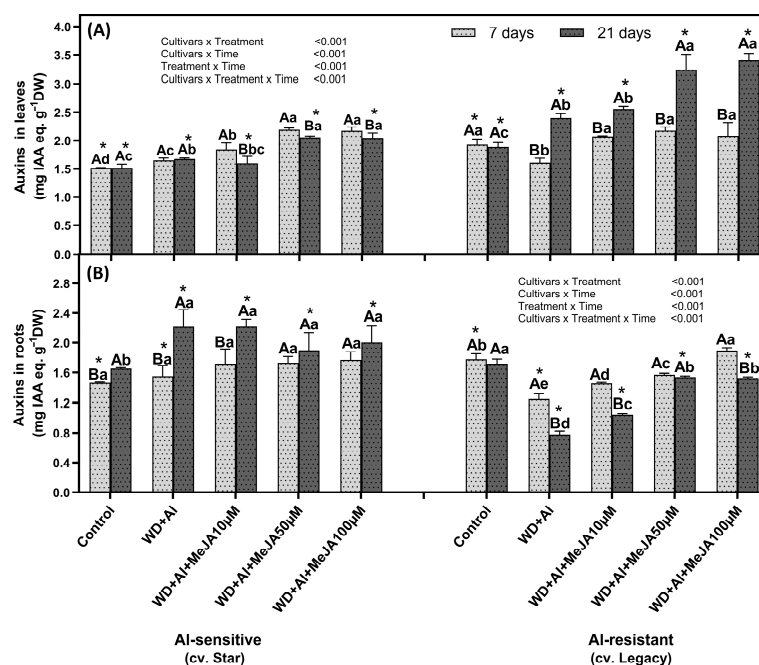 (A)
Cultivars x Treatment <0.001
Cultivars x Time <0.001
Treatment x Time <0.001
Cultivars x Treatment x Time <0.001
7 days 21 days
Auxins in leaves
(mg IAA eq. g⁻¹DW)
4.0
3.5
3.0
2.5
2.0
1.5
1.0
0.5
0.0
* * * * * * * * * * * *
Ad Ac Ac Ab Ab Bbc Aa Ba Aa Ba
Aa Ac Bb Ab Ba Ab Ba Aa Ba Aa
(B)
Cultivars x Treatment <0.001
Cultivars x Time <0.001
Treatment x Time <0.001
Cultivars x Treatment x Time <0.001
Auxins in roots
(mg IAA eq. g⁻¹DW)
2.8
2.4
2.0
1.6
1.2
0.8
0.4
0.0
* * * * * * * * * * * *
Ba Ab Ba Aa Ba Aa Aa Aa Aa Aa
Ab Aa Ae Bd Ad Bc Ac Ab Aa Bb
Control WD+Al WD+Al+MeJA10µM WD+Al+MeJA50µM WD+Al+MeJA100µM
Control WD+Al WD+Al+MeJA10µM WD+Al+MeJA50µM WD+Al+MeJA100µM
Al-sensitive Al-resistant
(cv. Star) (cv. Legacy)